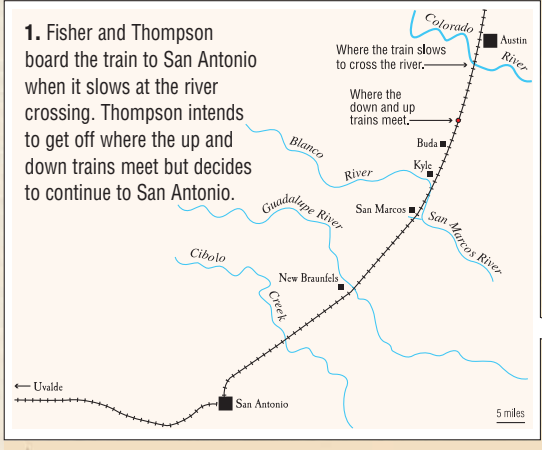 1. Fisher and Thompson
board the train to San Antonio
when it slows at the river
crossing. Thompson intends
to get off where the up and
down trains meet but decides
to continue to San Antonio.
Colorado
River
Austin
Where the train slows
to cross the river.
Where the
down and up
trains meet.
Buda
Blanco
River
Kyle
San Marcos
San Marcos River
Guadalupe River
Cibolo
Creek
New Braunfels
← Uvalde
San Antonio
5 miles